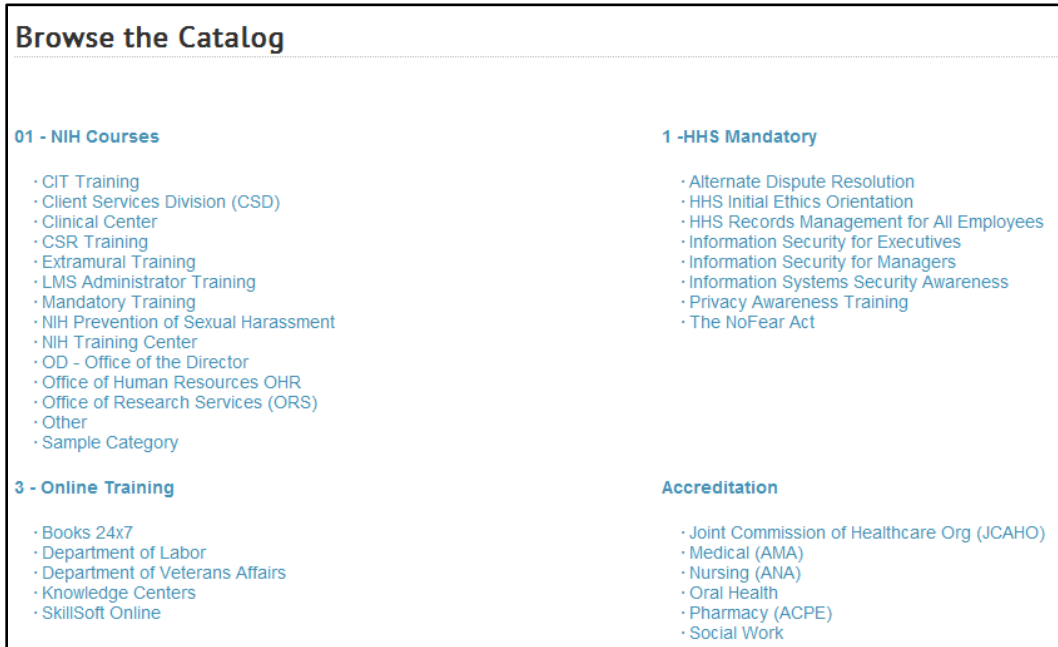 Browse the Catalog
01 - NIH Courses
· CIT Training
· Client Services Division (CSD)
· Clinical Center
· CSR Training
· Extramural Training
· LMS Administrator Training
· Mandatory Training
· NIH Prevention of Sexual Harassment
· NIH Training Center
· OD - Office of the Director
· Office of Human Resources OHR
· Office of Research Services (ORS)
· Other
· Sample Category
1 -HHS Mandatory
· Alternate Dispute Resolution
· HHS Initial Ethics Orientation
· HHS Records Management for All Employees
· Information Security for Executives
· Information Security for Managers
· Information Systems Security Awareness
· Privacy Awareness Training
· The NoFear Act
3 - Online Training
· Books 24x7
· Department of Labor
· Department of Veterans Affairs
· Knowledge Centers
· SkillSoft Online
Accreditation
· Joint Commission of Healthcare Org (JCAHO)
· Medical (AMA)
· Nursing (ANA)
· Oral Health
· Pharmacy (ACPE)
· Social Work